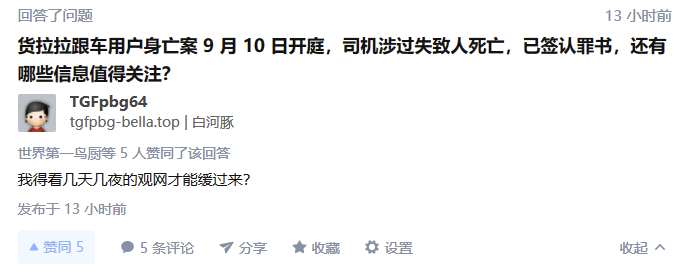 回答了问题 13 小时前
货拉拉跟车用户身亡案 9 月 10 日开庭，司机涉过失致人死亡，已签认罪书，还有
哪些信息值得关注？
TGFpbg64
tgfpbg-bella.top | 白河豚
世界第一鸟厨等 5 人赞同了该回答
我得看几天几夜的观网才能缓过来?
发布于 13 小时前
赞同 5 5 条评论 分享 收藏 设置 收起